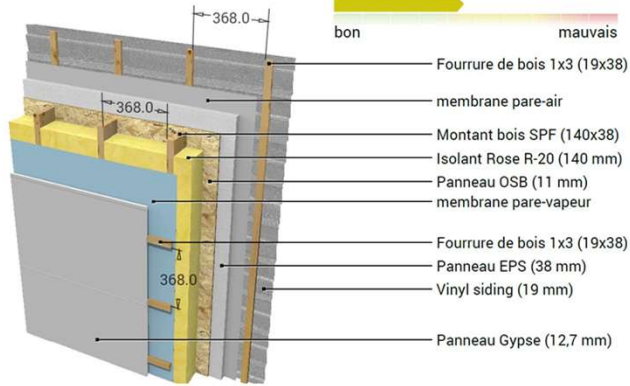 368.0
bon mauvais
Fourrure de bois 1x3 (19x38)
membrane pare-air
368.0
Montant bois SPF (140x38)
Isolant Rose R-20 (140 mm)
Panneau OSB (11 mm)
membrane pare-vapeur
Fourrure de bois 1x3 (19x38)
368.0
Panneau EPS (38 mm)
Vinyl siding (19 mm)
Panneau Gypse (12,7 mm)